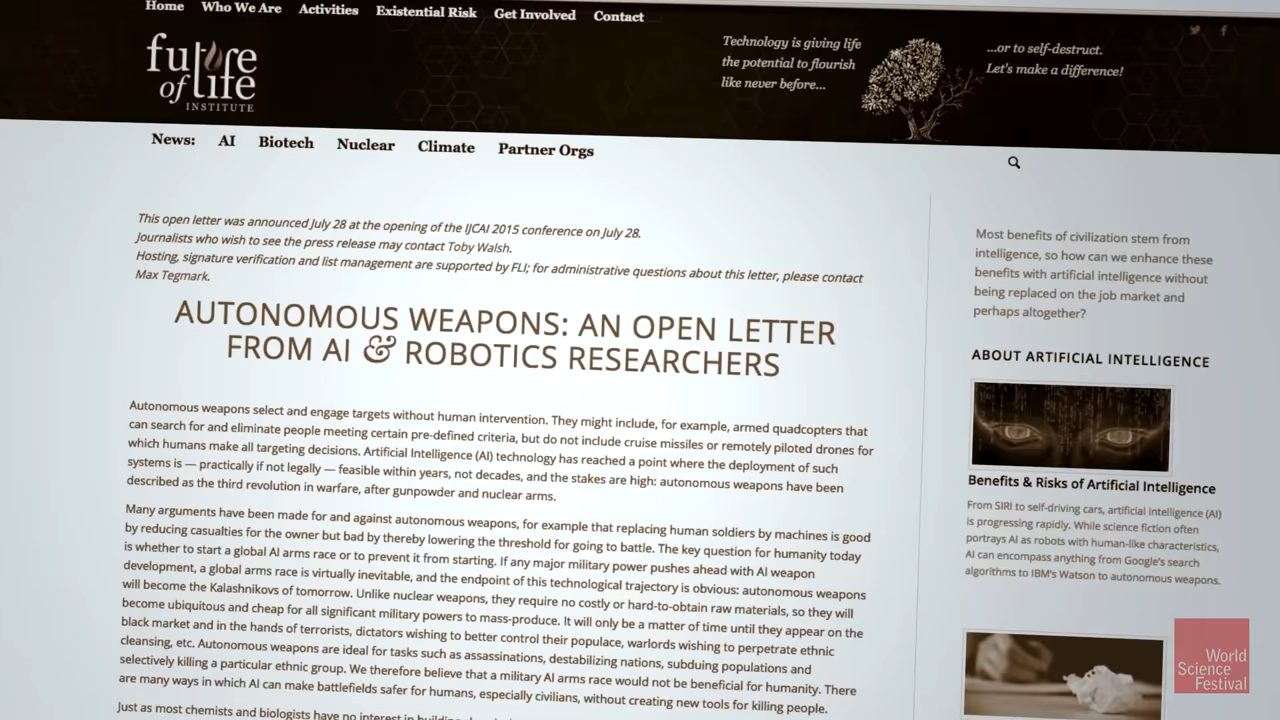 Home Who We Are Activities Existential Risk Get Involved Contact
future
of life
INSTITUTE
Technology is giving life
the potential to flourish
like never before...
...or to self-destruct.
Let's make a difference!
News: AI Biotech Nuclear Climate Partner Orgs
This open letter was announced July 28 at the opening of the IJCAI 2015 conference on July 28.
Journalists who wish to see the press release may contact Toby Walsh.
Hosting, signature verification and list management are supported by FLI; for administrative questions about this letter, please contact
Max Tegmark.
AUTONOMOUS WEAPONS: AN OPEN LETTER
FROM AI & ROBOTICS RESEARCHERS
Autonomous weapons select and engage targets without human intervention. They might include, for example, armed quadcopters that
can search for and eliminate people meeting certain pre-defined criteria, but do not include cruise missiles or remotely piloted drones for
which humans make all targeting decisions. Artificial Intelligence (AI) technology has reached a point where the deployment of such
systems is — practically if not legally — feasible within years, not decades, and the stakes are high: autonomous weapons have been
described as the third revolution in warfare, after gunpowder and nuclear arms.
Many arguments have been made for and against autonomous weapons, for example that replacing human soldiers by machines is good
by reducing casualties for the owner but bad by thereby lowering the threshold for going to battle. The key question for humanity today
is whether to start a global AI arms race or to prevent it from starting. If any major military power pushes ahead with AI weapon
development, a global arms race is virtually inevitable, and the endpoint of this technological trajectory is obvious: autonomous weapons
will become the Kalashnikovs of tomorrow. Unlike nuclear weapons, they require no costly or hard-to-obtain raw materials, so they will
become ubiquitous and cheap for all significant military powers to mass-produce. It will only be a matter of time until they appear on the
black market and in the hands of terrorists, dictators wishing to better control their populace, warlords wishing to perpetrate ethnic
cleansing, etc. Autonomous weapons are ideal for tasks such as assassinations, destabilizing nations, subduing populations and
selectively killing a particular ethnic group. We therefore believe that a military AI arms race would not be beneficial for humanity. There
are many ways in which AI can make battlefields safer for humans, especially civilians, without creating new tools for killing people.
Just as most chemists and biologists have no interest in building
Most benefits of civilization stem from
intelligence, so how can we enhance these
benefits with artificial intelligence without
being replaced on the job market and
perhaps altogether?
ABOUT ARTIFICIAL INTELLIGENCE
Benefits & Risks of Artificial Intelligence
From SIRI to self-driving cars, artificial intelligence (AI)
is progressing rapidly. While science fiction often
portrays AI as robots with human-like characteristics,
AI can encompass anything from Google's search
algorithms to IBM's Watson to autonomous weapons.
World
Science
Festival